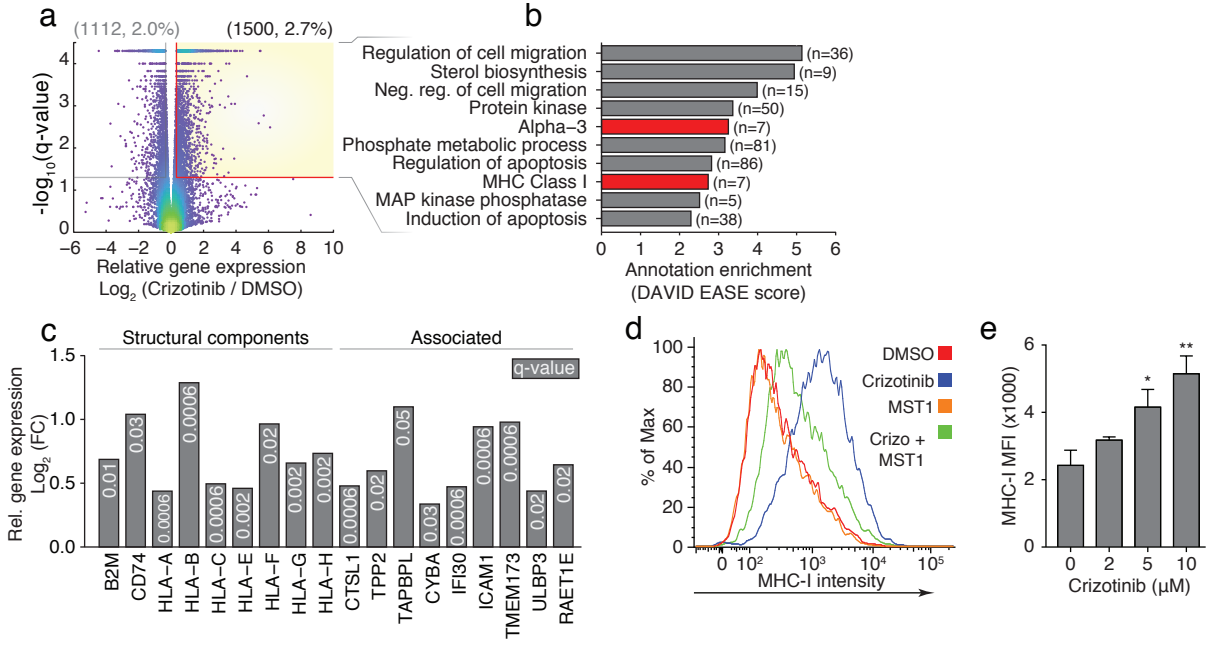 a
(1112, 2.0%)
(1500, 2.7%)
-log10(q-value)
4
3
2
1
0
−6 −4 −2 0 2 4 6 8 10
Relative gene expression
Log2 (Crizotinib / DMSO)
b
Regulation of cell migration (n=36)
Sterol biosynthesis (n=9)
Neg. reg. of cell migration (n=15)
Protein kinase (n=50)
Alpha−3 (n=7)
Phosphate metabolic process (n=81)
Regulation of apoptosis (n=86)
MHC Class I (n=7)
MAP kinase phosphatase (n=5)
Induction of apoptosis (n=38)
0 1 2 3 4 5 6
Annotation enrichment
(DAVID EASE score)
c
Structural components
Associated
q-value
Rel. gene expression
Log2 (FC)
1.5
1.0
0.5
0.0
0.01
0.03
0.0006
0.0006
0.0006
0.002
0.02
0.002
0.002
0.0006
0.02
0.05
0.03
0.0006
0.0006
0.0006
0.02
0.02
B2M
CD74
HLA−A
HLA−B
HLA−C
HLA−E
HLA−F
HLA−G
HLA−H
CTSL1
TPP2
TAPBPL
CYBA
IFI30
ICAM1
TMEM173
ULBP3
RAET1E
d
% of Max
100
80
60
40
20
0
DMSO
Crizotinib
MST1
Crizo +
MST1
0 10² 10³ 10⁴ 10⁵
MHC-I intensity
e
MHC-I MFI (x1000)
6
4
2
0
*
**
0 2 5 10
Crizotinib (µM)